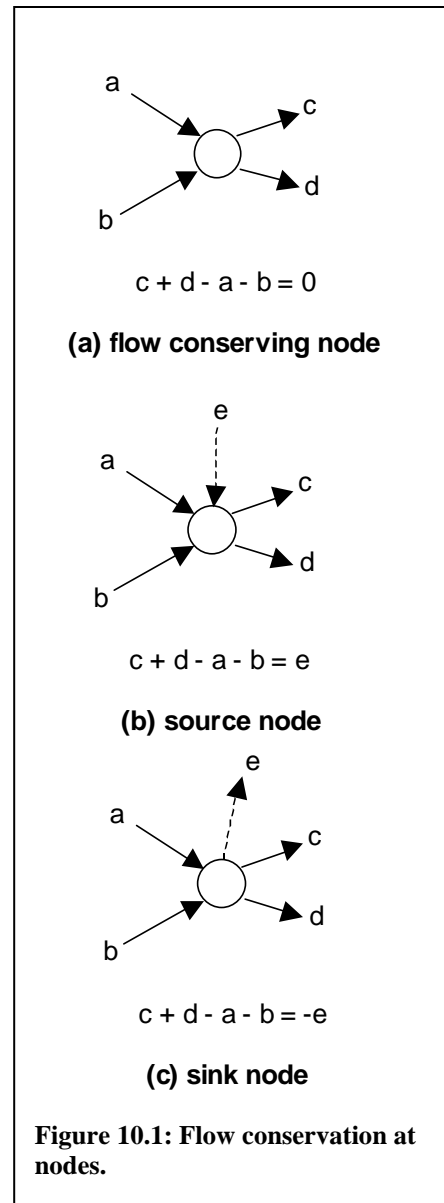 a
c
b
d
c + d - a - b = 0
(a) flow conserving node
e
a
c
b
d
c + d - a - b = e
(b) source node
e
a
c
b
d
c + d - a - b = -e
(c) sink node
Figure 10.1: Flow conservation at
nodes.